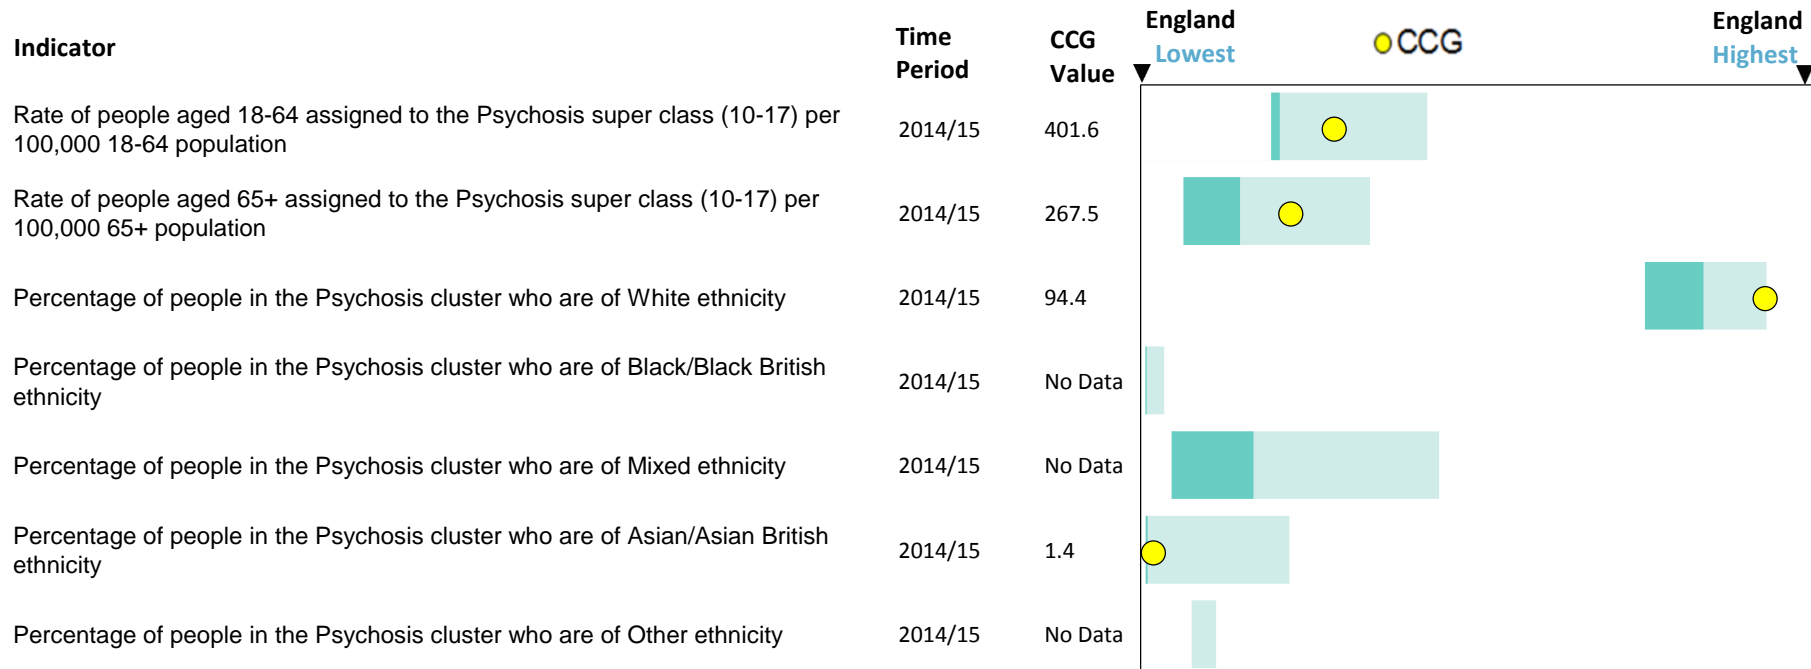 Indicator
Time Period
CCG Value
England Lowest
CCG
England Highest
Rate of people aged 18-64 assigned to the Psychosis super class (10-17) per
100,000 18-64 population
2014/15
401.6
Rate of people aged 65+ assigned to the Psychosis super class (10-17) per
100,000 65+ population
2014/15
267.5
Percentage of people in the Psychosis cluster who are of White ethnicity
2014/15
94.4
Percentage of people in the Psychosis cluster who are of Black/Black British
ethnicity
2014/15
No Data
Percentage of people in the Psychosis cluster who are of Mixed ethnicity
2014/15
No Data
Percentage of people in the Psychosis cluster who are of Asian/Asian British
ethnicity
2014/15
1.4
Percentage of people in the Psychosis cluster who are of Other ethnicity
2014/15
No Data